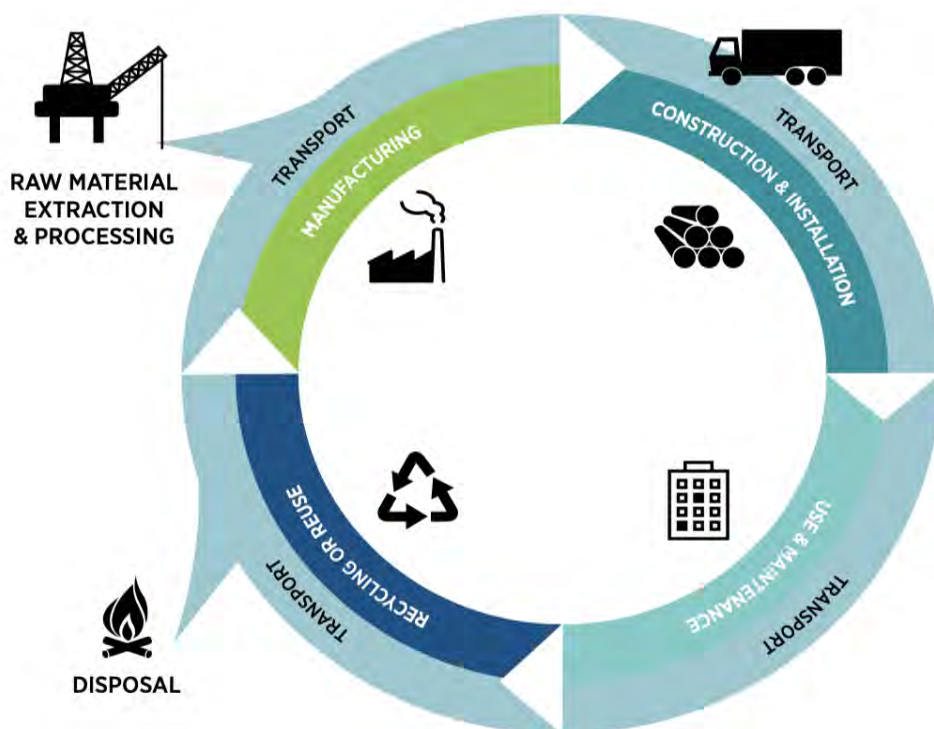 RAW MATERIAL
EXTRACTION
& PROCESSING
TRANSPORT
MANUFACTURING
CONSTRUCTION & INSTALLATION
TRANSPORT
USE & MAINTENANCE
TRANSPORT
RECYCLING OR REUSE
TRANSPORT
DISPOSAL